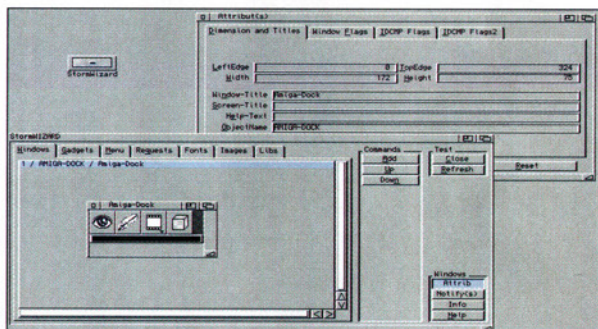 Attribut(s)
Dimension and Titles Window Flags IDCMP Flags IDCMP Flags2
StormWizard
LeftEdge 0 TopEdge 324
Width 172 Height 75
Window-Title Amiga-Dock
Screen-Title
Help-Text
ObjectName AMIGA-DOCK
Reset
StormWIZARD
Windows Gadgets Menu Requests Fonts Images Libs
1 / AMIGA-DOCK / Amiga-Dock
Amiga-Dock
Commands
Add
Up
Down
Test
Close
Refresh
Windows
Attrib
Notify(s)
Info
Help